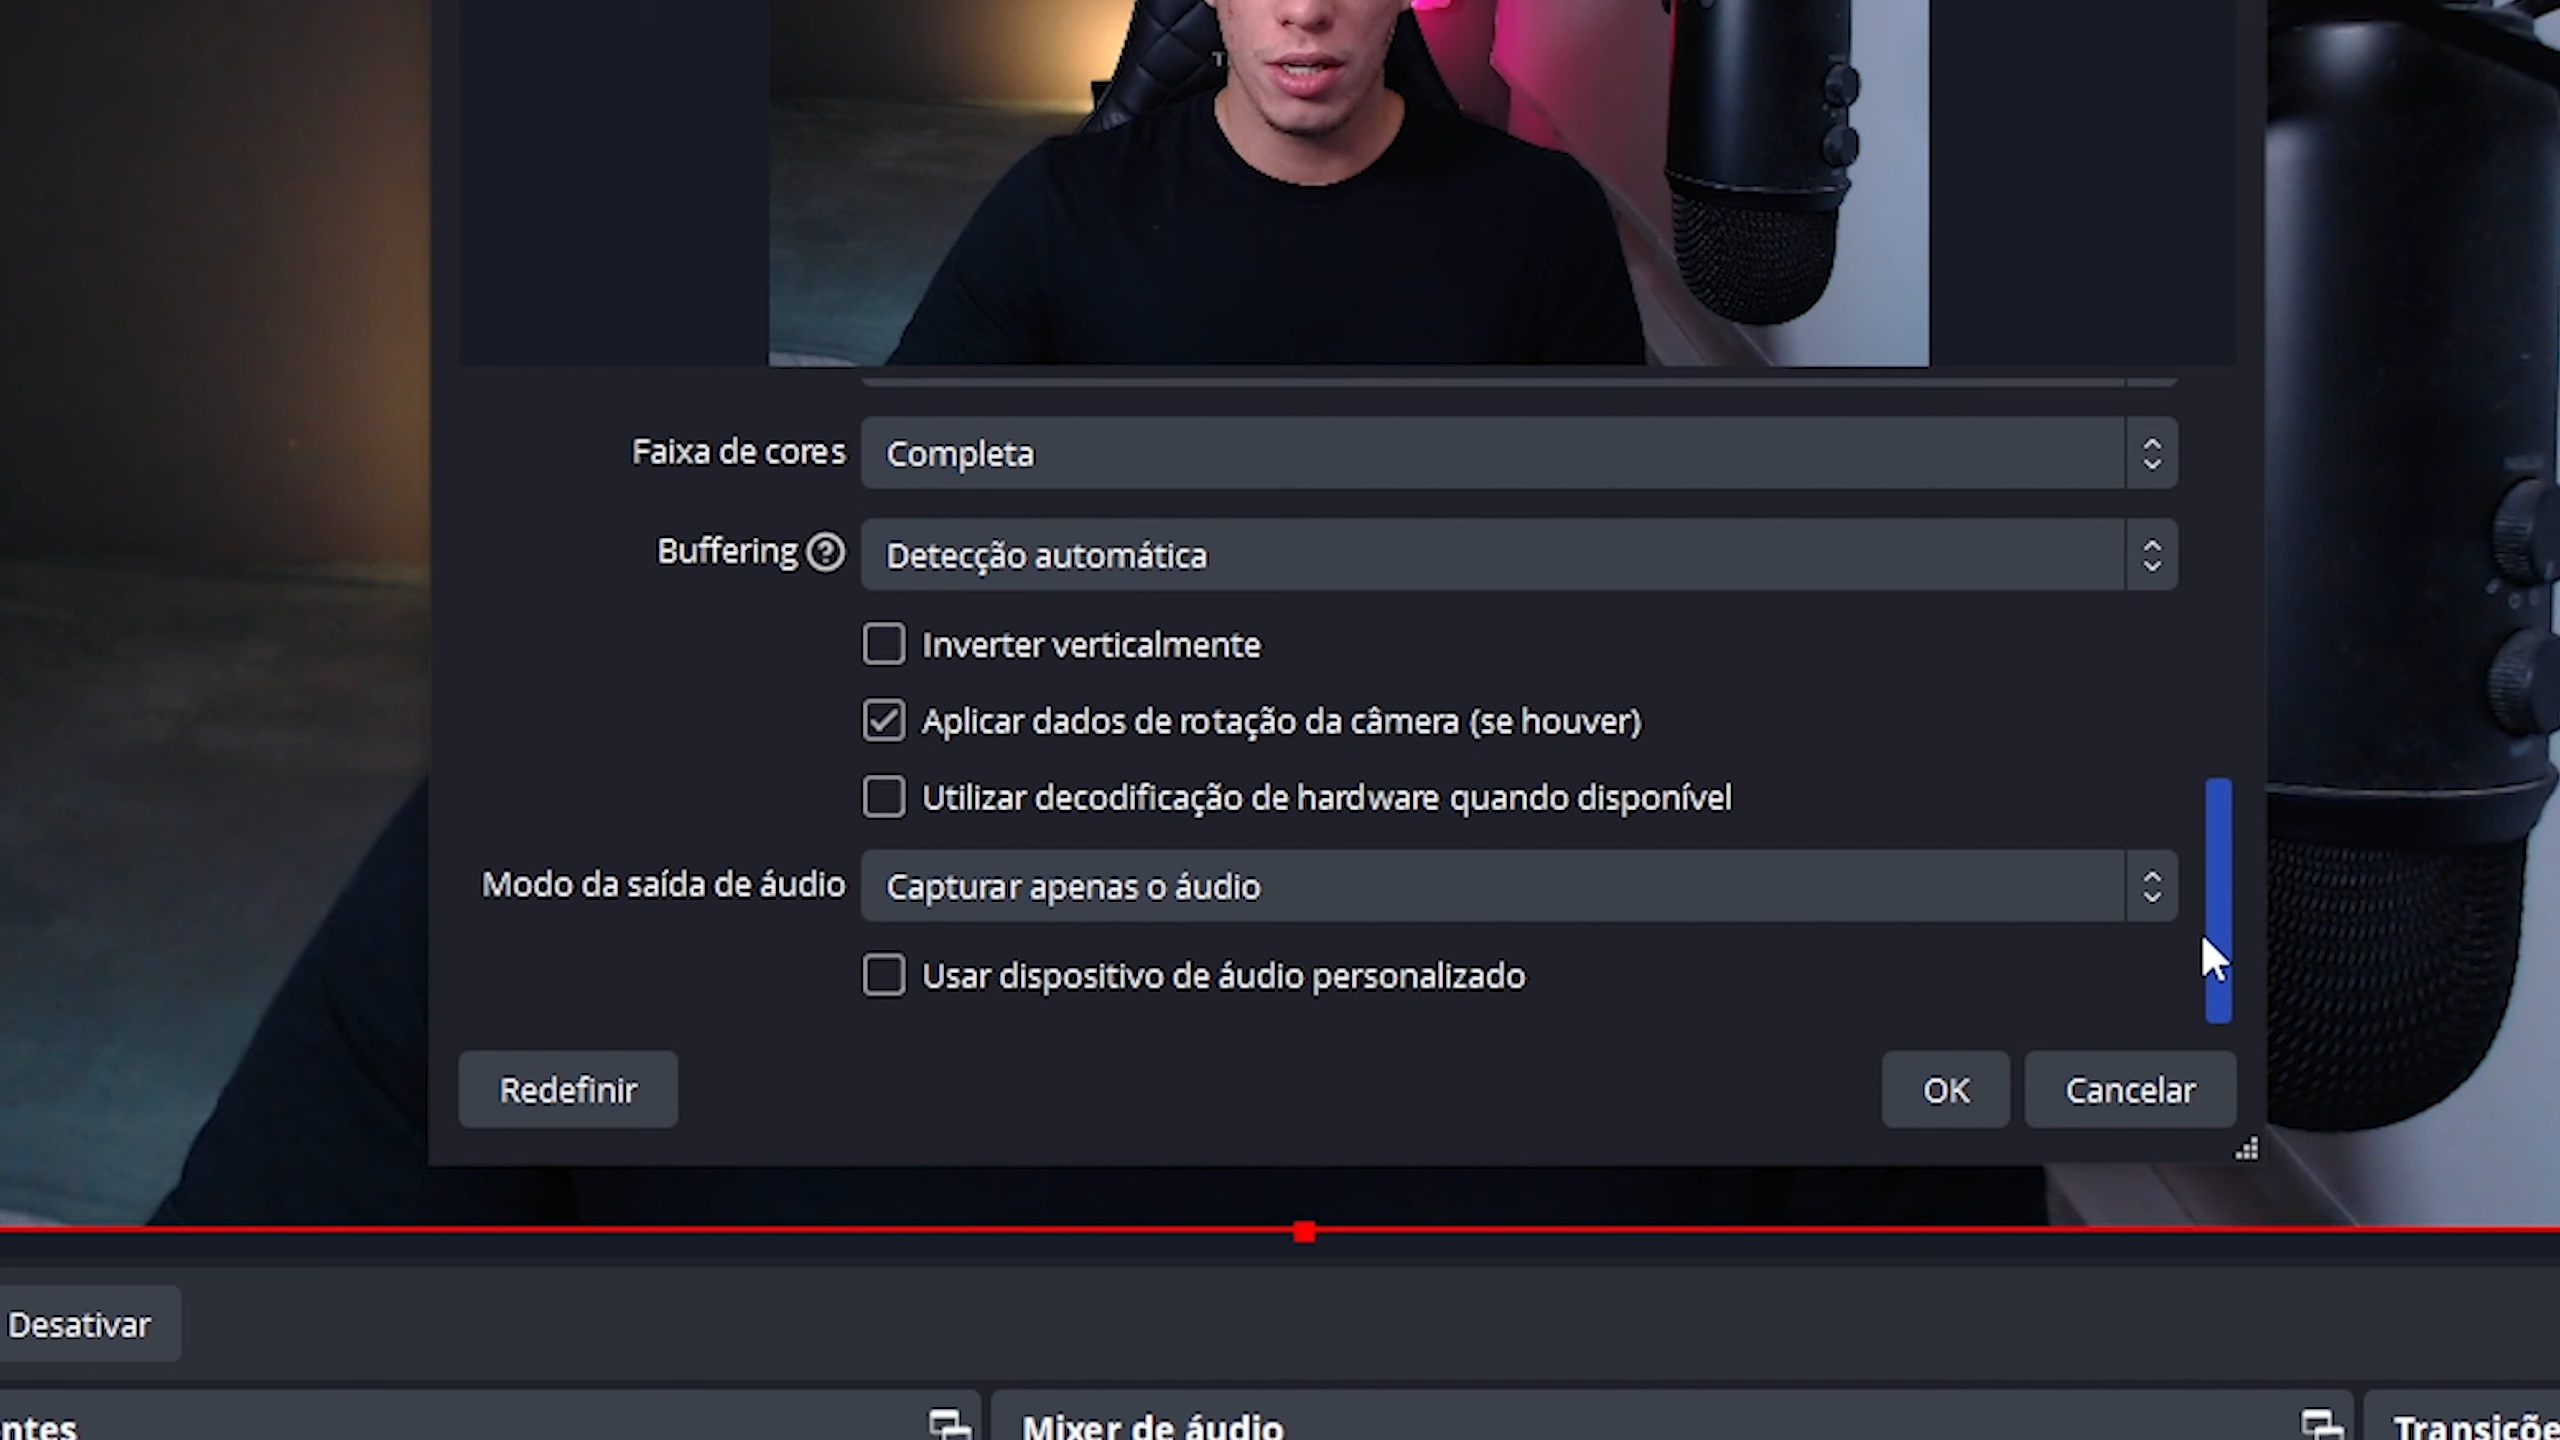 Faixa de cores Completa
Buffering Detecção automática
Inverter verticalmente
Aplicar dados de rotação da câmera (se houver)
Utilizar decodificação de hardware quando disponível
Modo da saída de áudio Capturar apenas o áudio
Usar dispositivo de áudio personalizado
Redefinir OK Cancelar
Desativar
ntes Mixer de áudio Transiçõe